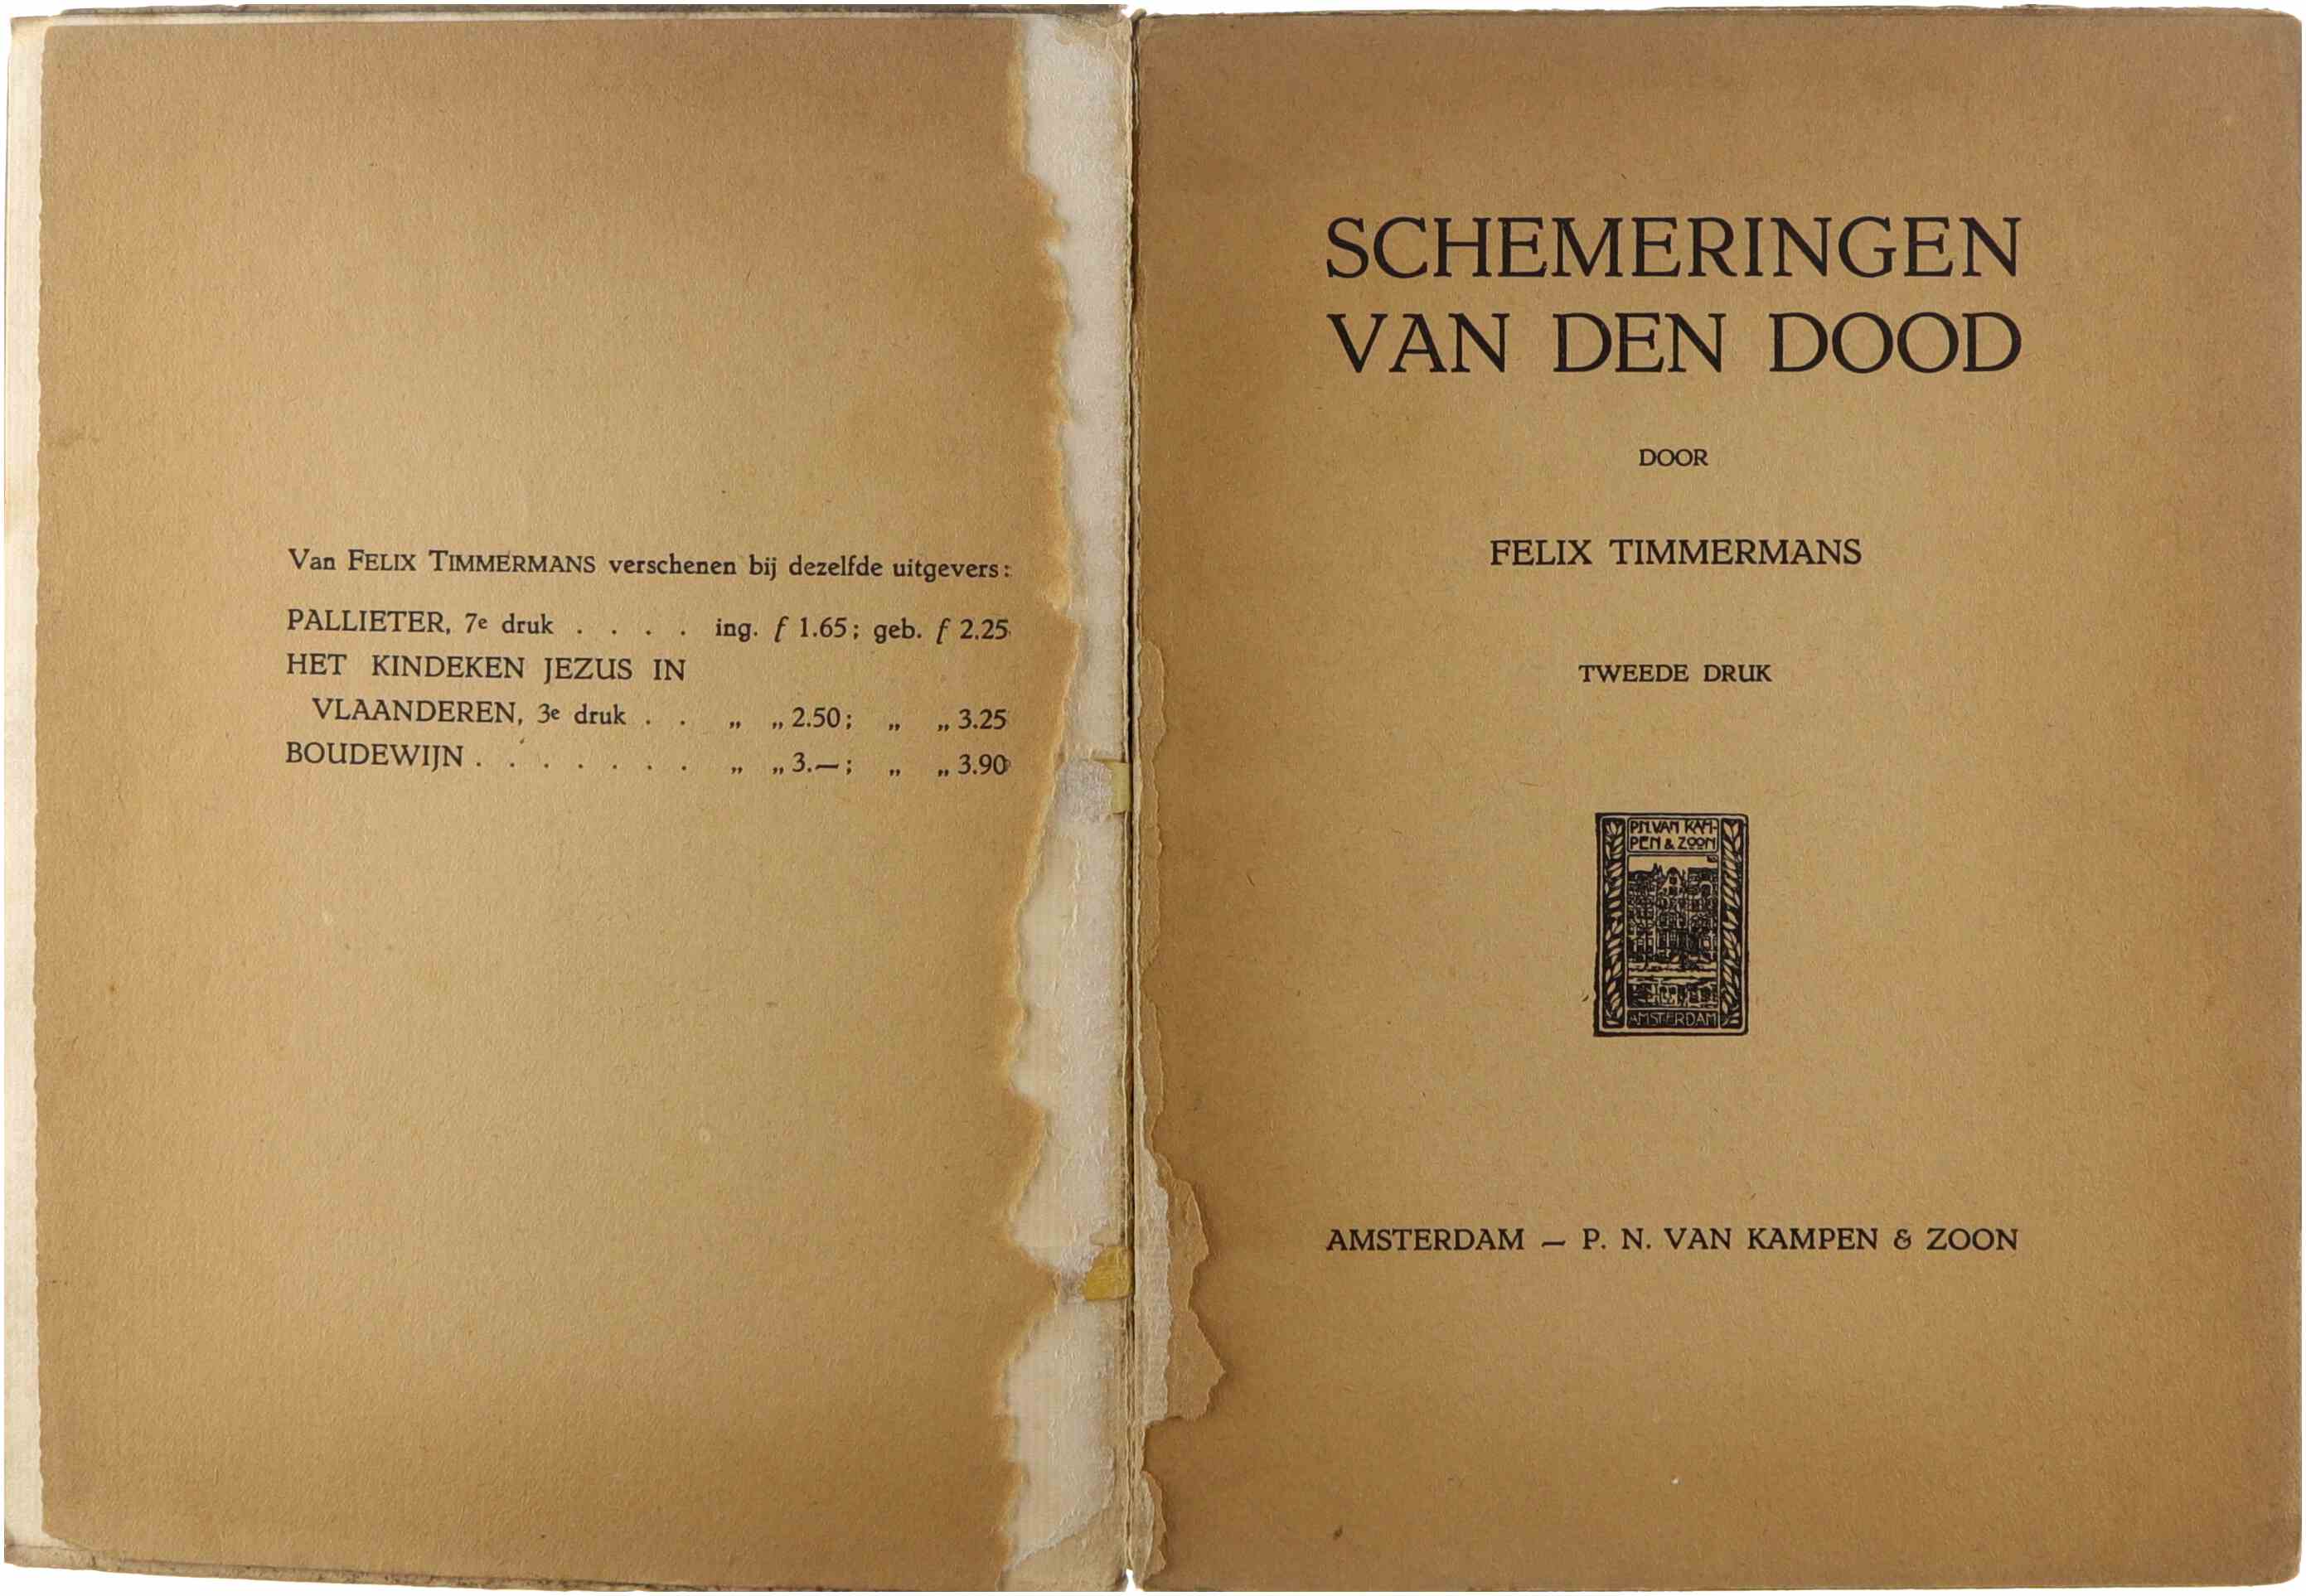 Van FELIX TIMMERMANS verschenen bij dezelfde uitgevers:
PALLIETER, 7e druk . . . . ing. f 1.65; geb. f 2.25
HET KINDEKEN JEZUS IN
VLAANDEREN, 3e druk . . „ „ 2.50; „ „ 3.25
BOUDEWIJN . . . . . . . „ „ 3.—; „ „ 3.90
SCHEMERINGEN
VAN DEN DOOD
DOOR
FELIX TIMMERMANS
TWEEDE DRUK
P.N. VAN KAM-
PEN & ZOON
AMSTERDAM
AMSTERDAM — P. N. VAN KAMPEN & ZOON